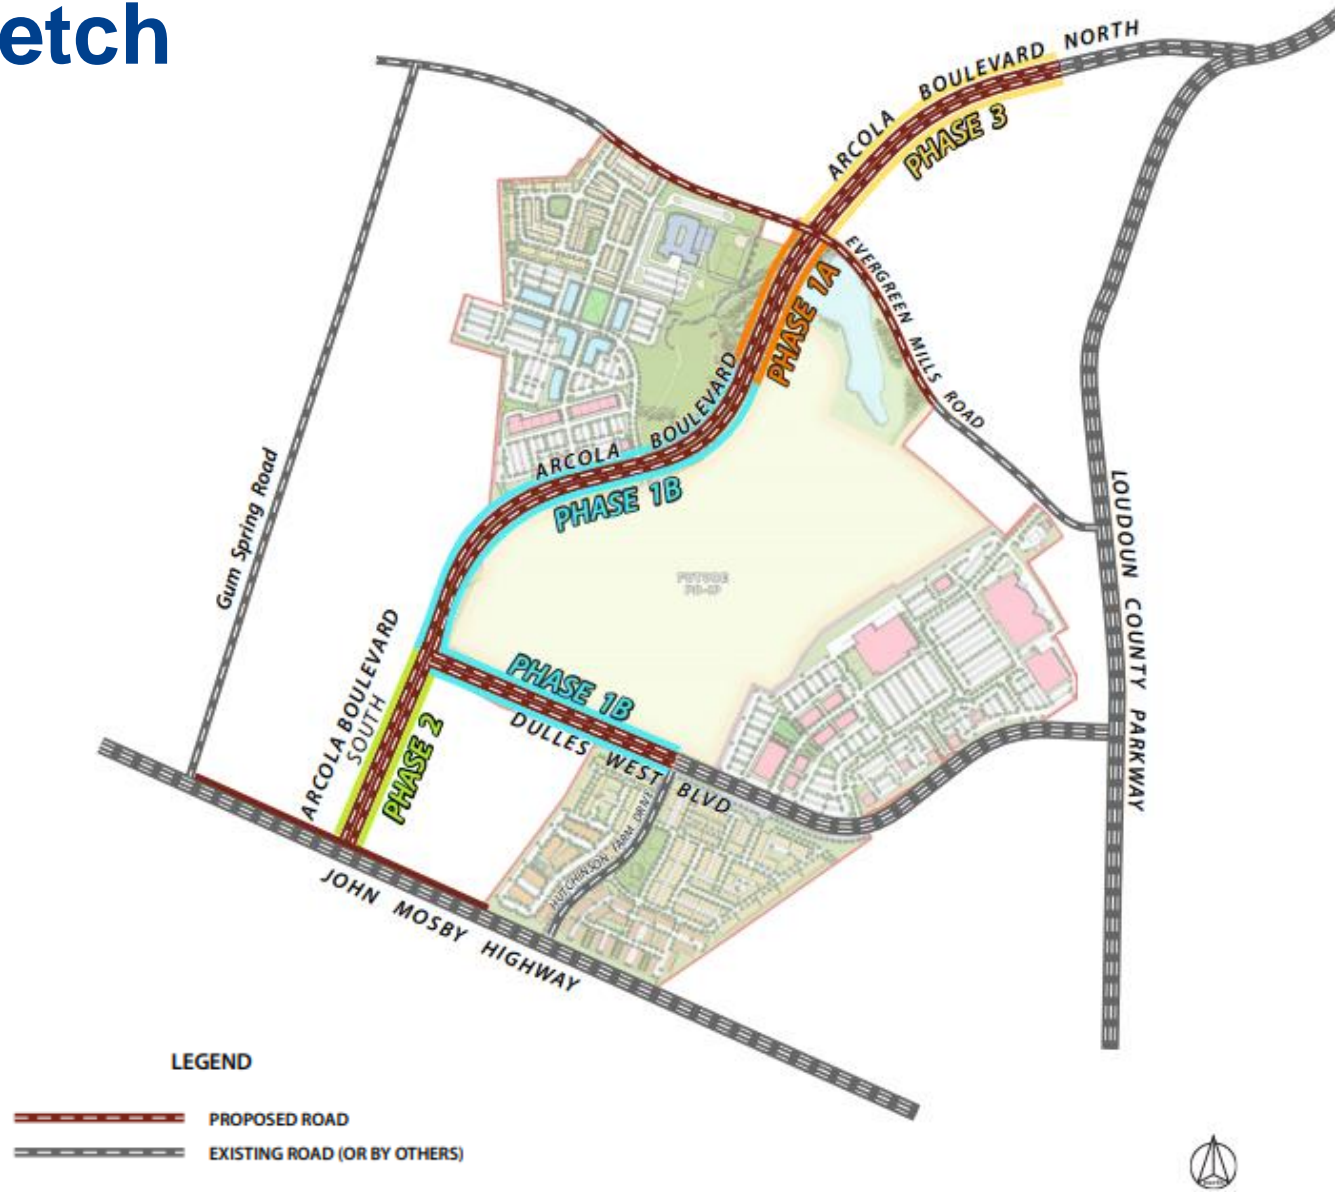 etch
ARCOLA BOULEVARD NORTH
PHASE 3
EVERGREEN MILLS ROAD
PHASE 1A
ARCOLA BOULEVARD
PHASE 1B
Gum Spring Road
LOUDOUN COUNTY PARKWAY
FUTURE
ARCOLA BOULEVARD
SOUTH
PHASE 2
PHASE 1B
DULLES WEST BLVD
HUTCHINSON FARM DRIVE
JOHN MOSBY HIGHWAY
LEGEND
PROPOSED ROAD
EXISTING ROAD (OR BY OTHERS)